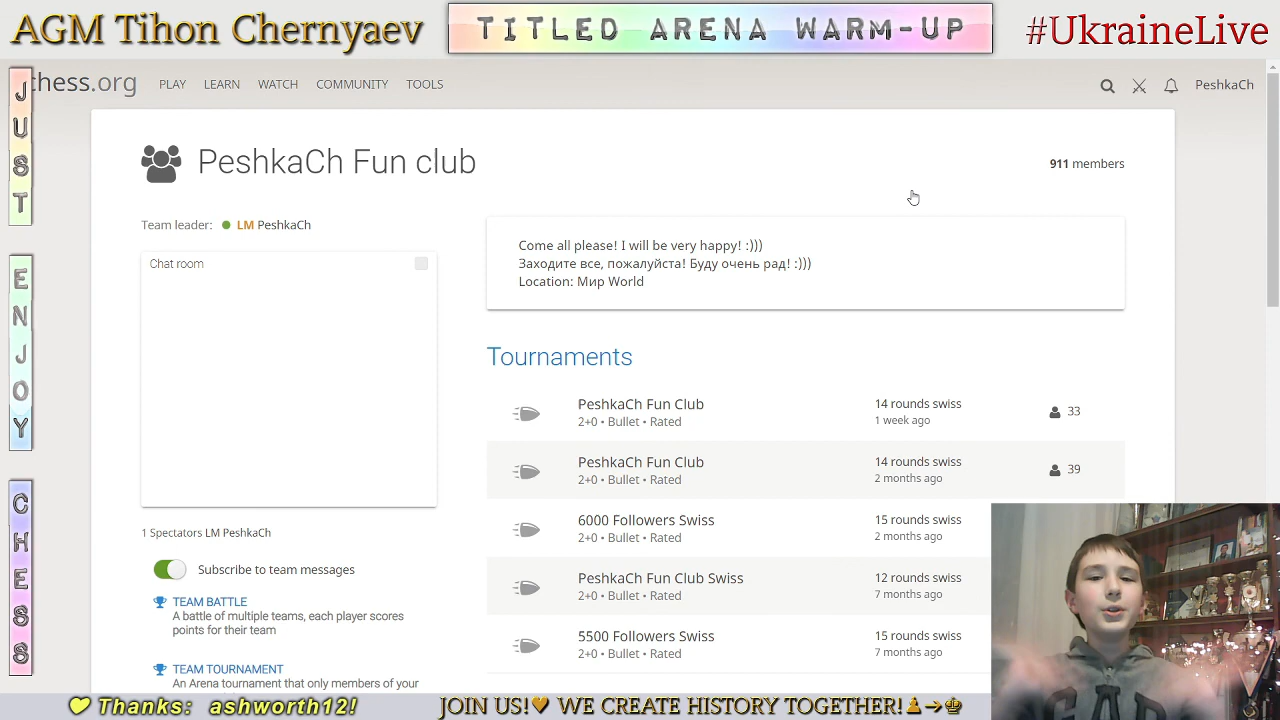 AGM Tihon Chernyaev
TITLED ARENA WARM-UP
#UkraineLive
JUST
ENJOY
CHESS
chess.org
PLAY LEARN WATCH COMMUNITY TOOLS
PeshkaCh
PeshkaCh Fun club
911 members
Team leader: LM PeshkaCh
Chat room
Come all please! I will be very happy! :)))
Заходите все, пожалуйста! Буду очень рад! :)))
Location: Мир World
Tournaments
PeshkaCh Fun Club 14 rounds swiss 33
2+0 • Bullet • Rated 1 week ago
PeshkaCh Fun Club 14 rounds swiss 39
2+0 • Bullet • Rated 2 months ago
6000 Followers Swiss 15 rounds swiss
2+0 • Bullet • Rated 2 months ago
PeshkaCh Fun Club Swiss 12 rounds swiss
2+0 • Bullet • Rated 7 months ago
5500 Followers Swiss 15 rounds swiss
2+0 • Bullet • Rated 7 months ago
1 Spectators LM PeshkaCh
Subscribe to team messages
TEAM BATTLE
A battle of multiple teams, each player scores
points for their team
TEAM TOURNAMENT
An Arena tournament that only members of your
GAP
Thanks: ashworth12!
JOIN US!🧡 WE CREATE HISTORY TOGETHER!♟→♚